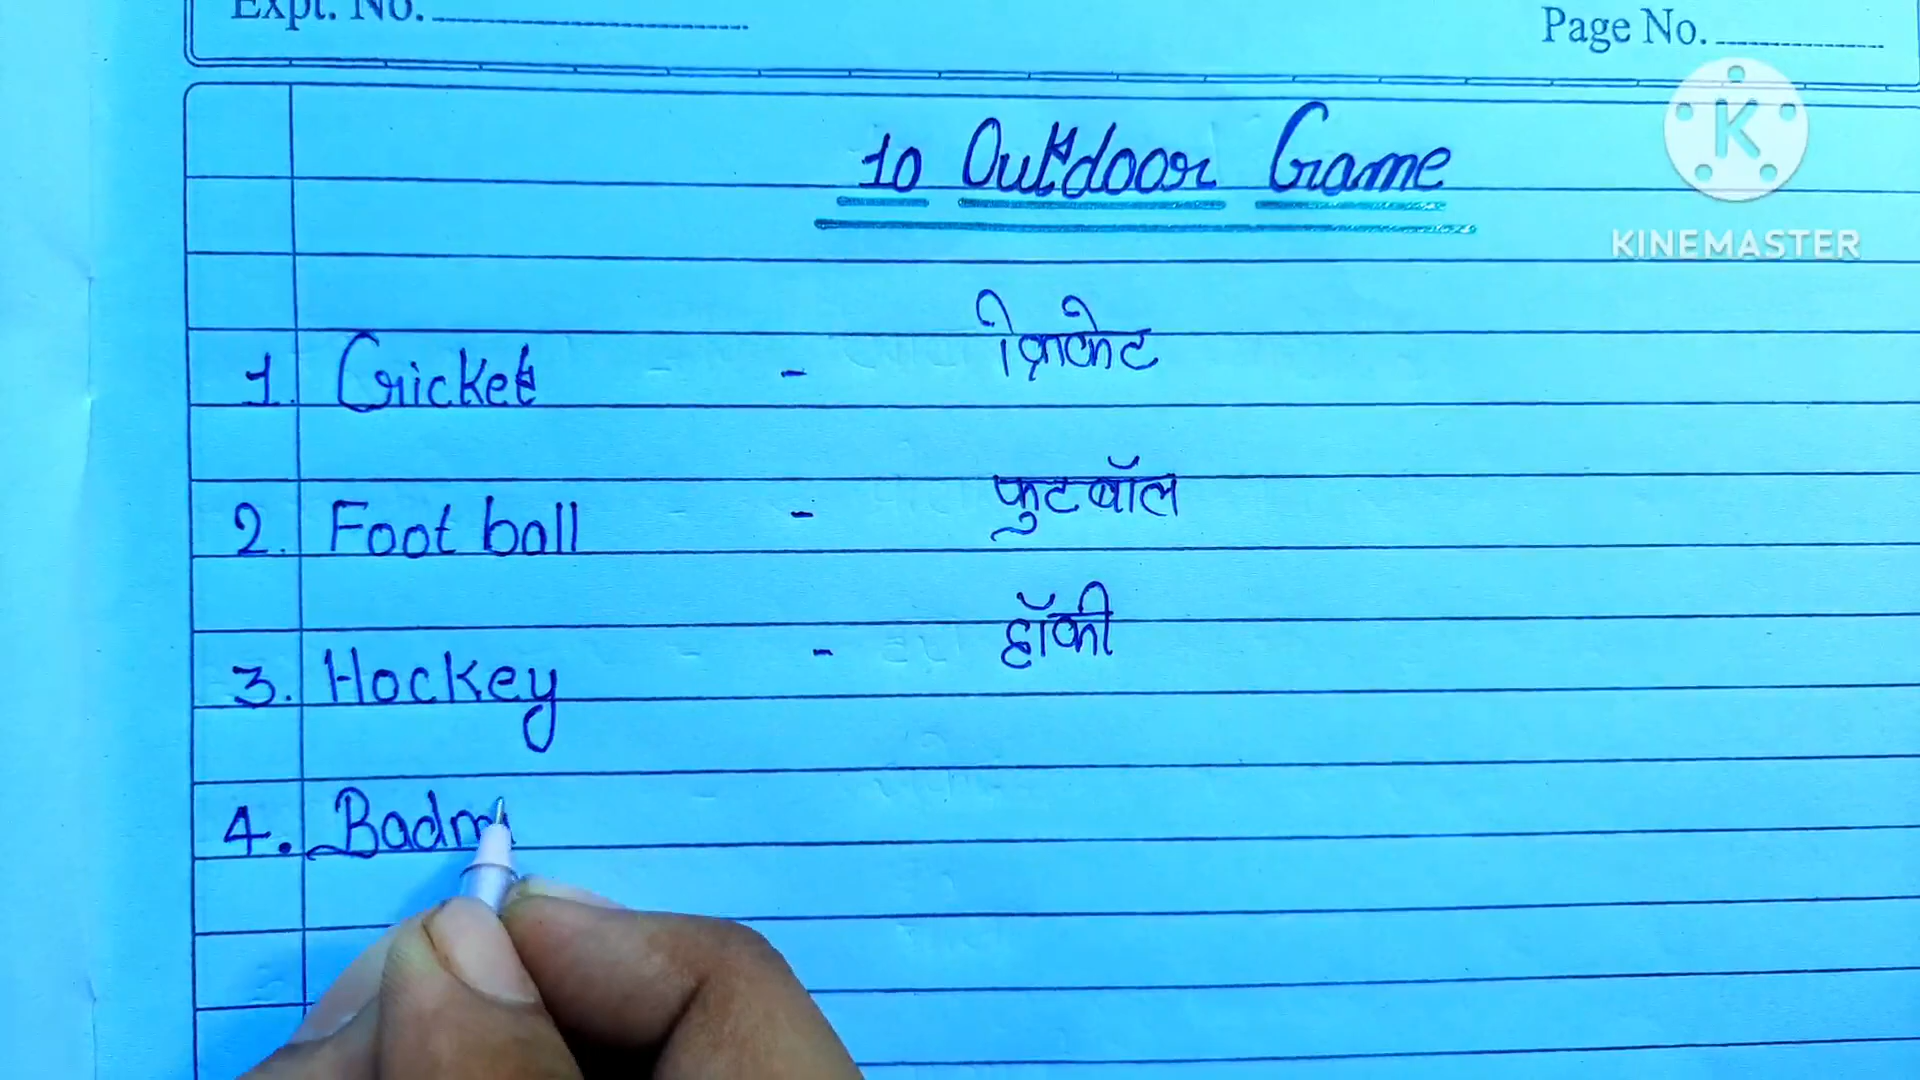 Expt. No.
Page No.
KINEMASTER
10 Outdoor Game
1. Cricket - क्रिकेट
2. Foot ball - फुटबॉल
3. Hockey - हॉकी
4. Badm